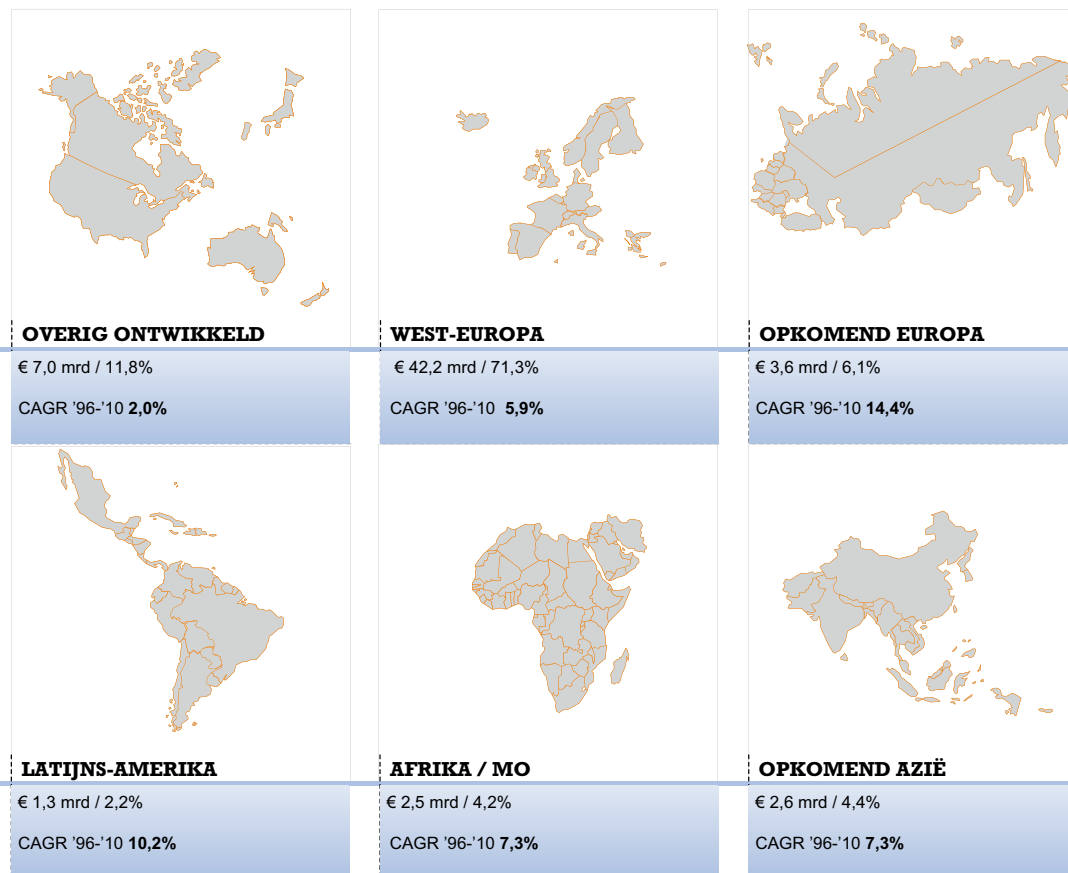 OVERIG ONTWIKKELD
€ 7,0 mrd / 11,8%
CAGR ’96-’10 2,0%
WEST-EUROPA
€ 42,2 mrd / 71,3%
CAGR ’96-’10 5,9%
OPKOMEND EUROPA
€ 3,6 mrd / 6,1%
CAGR ’96-’10 14,4%
LATIJNS-AMERIKA
€ 1,3 mrd / 2,2%
CAGR ’96-’10 10,2%
AFRIKA / MO
€ 2,5 mrd / 4,2%
CAGR ’96-’10 7,3%
OPKOMEND AZIË
€ 2,6 mrd / 4,4%
CAGR ’96-’10 7,3%